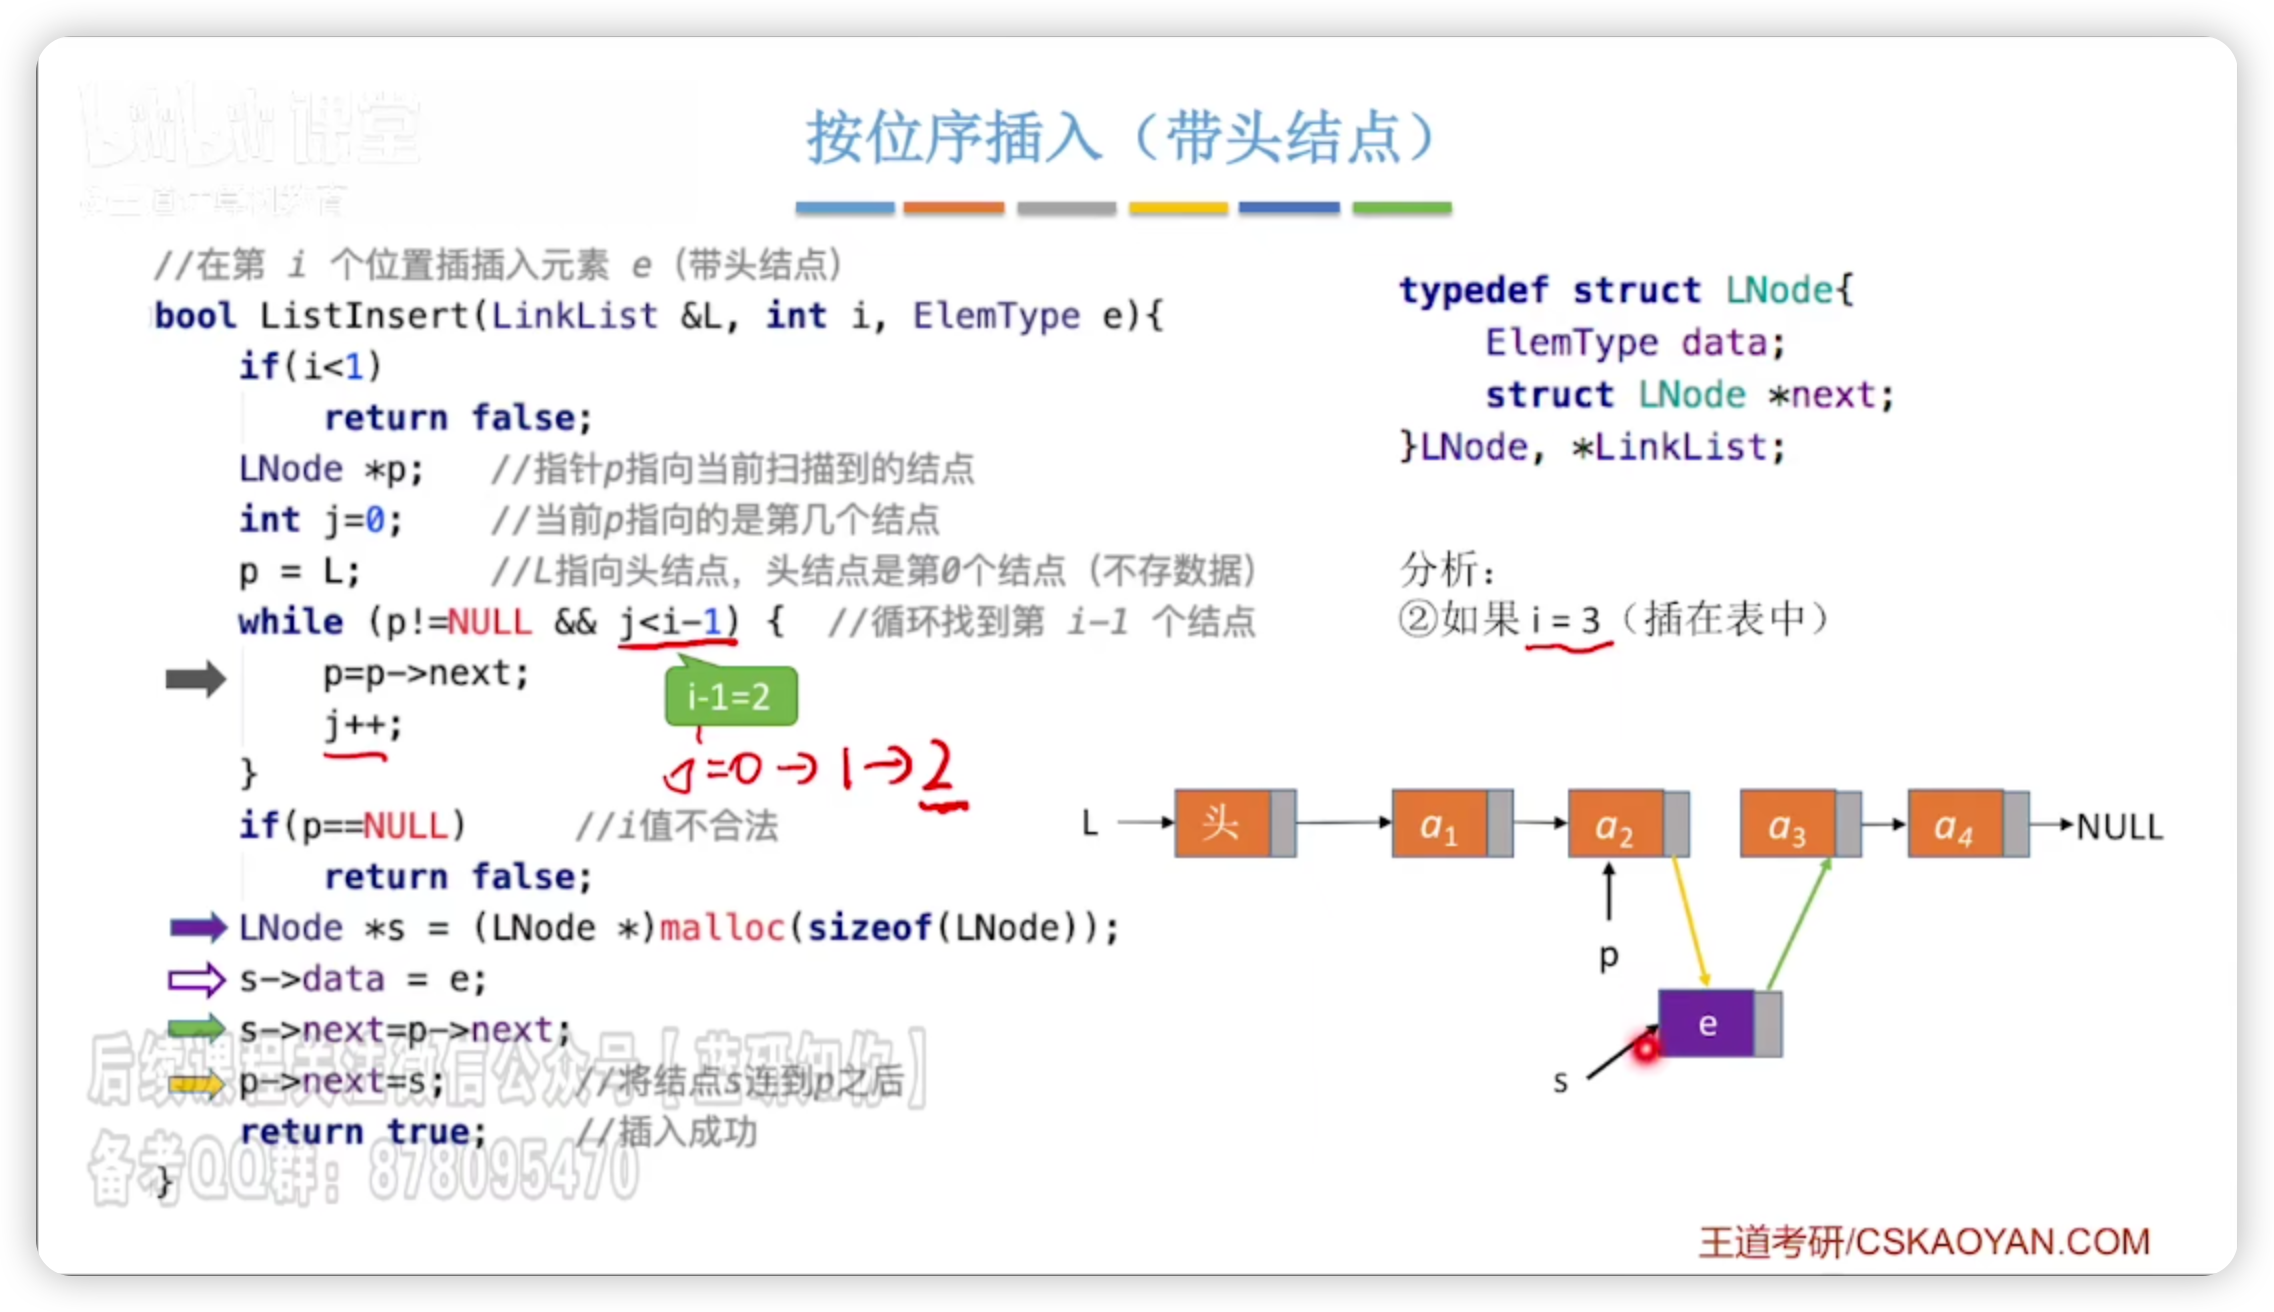 课堂
按位序插入（带头结点）
//在第 i 个位置插插入元素 e（带头结点）
bool ListInsert(LinkList &L, int i, ElemType e){
if(i<1)
return false;
LNode *p; //指针p指向当前扫描到的结点
int j=0; //当前p指向的是第几个结点
p = L; //L指向头结点，头结点是第0个结点（不存数据）
while (p!=NULL && j<i-1) { //循环找到第 i-1 个结点
p=p->next;
i-1=2
j++;
j=0→1→2
}
if(p==NULL) //i值不合法
return false;
LNode *s = (LNode *)malloc(sizeof(LNode));
s->data = e;
s->next=p->next;
后续课程关注微信公众号【蓝研知你】
p->next=s; //将结点s连到p之后
return true; //插入成功
备考QQ群：878095470
}
typedef struct LNode{
ElemType data;
struct LNode *next;
}LNode, *LinkList;
分析：
②如果 i = 3（插在表中）
L 头 a1 a2 a3 a4 NULL
p
e
s
王道考研/CSKAOYAN.COM